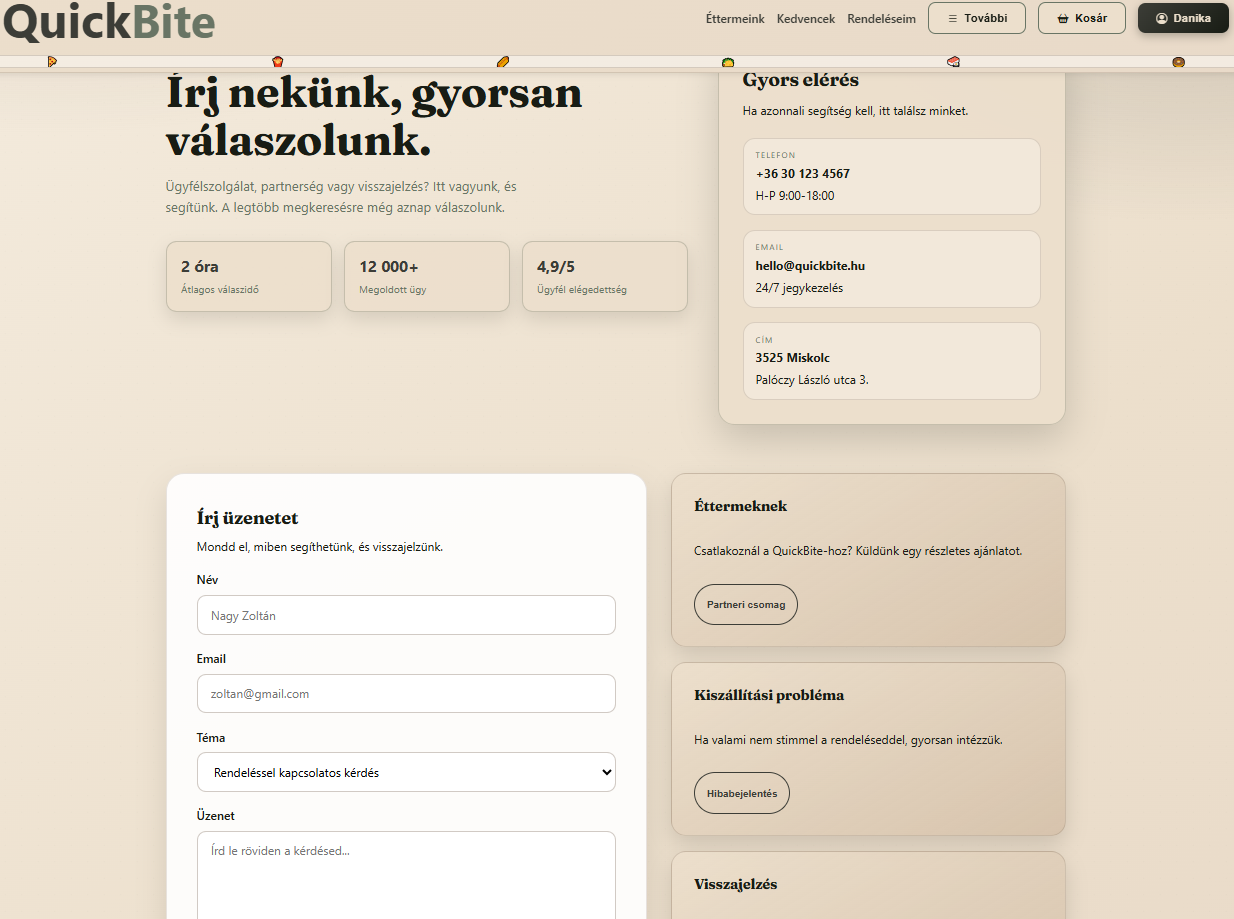 QuickBite
Éttermeink
Kedvencek
Rendeléseim
☰ További
Kosár
Danika
Írj nekünk, gyorsan
válaszolunk.
Ügyfélszolgálat, partnerség vagy visszajelzés? Itt vagyunk, és
segítünk. A legtöbb megkeresésre még aznap válaszolunk.
2 óra
Átlagos válaszidő
12 000+
Megoldott ügy
4,9/5
Ügyfél elégedettség
Gyors elérés
Ha azonnali segítség kell, itt találsz minket.
TELEFON
+36 30 123 4567
H-P 9:00-18:00
EMAIL
hello@quickbite.hu
24/7 jegykezelés
CÍM
3525 Miskolc
Palóczy László utca 3.
Írj üzenetet
Mondd el, miben segíthetünk, és visszajelzünk.
Név
Nagy Zoltán
Email
zoltan@gmail.com
Téma
Rendeléssel kapcsolatos kérdés
Üzenet
Írd le röviden a kérdésed...
Éttermeknek
Csatlakoznál a QuickBite-hoz? Küldünk egy részletes ajánlatot.
Partneri csomag
Kiszállítási probléma
Ha valami nem stimmel a rendeléseddel, gyorsan intézzük.
Hibabejelentés
Visszajelzés